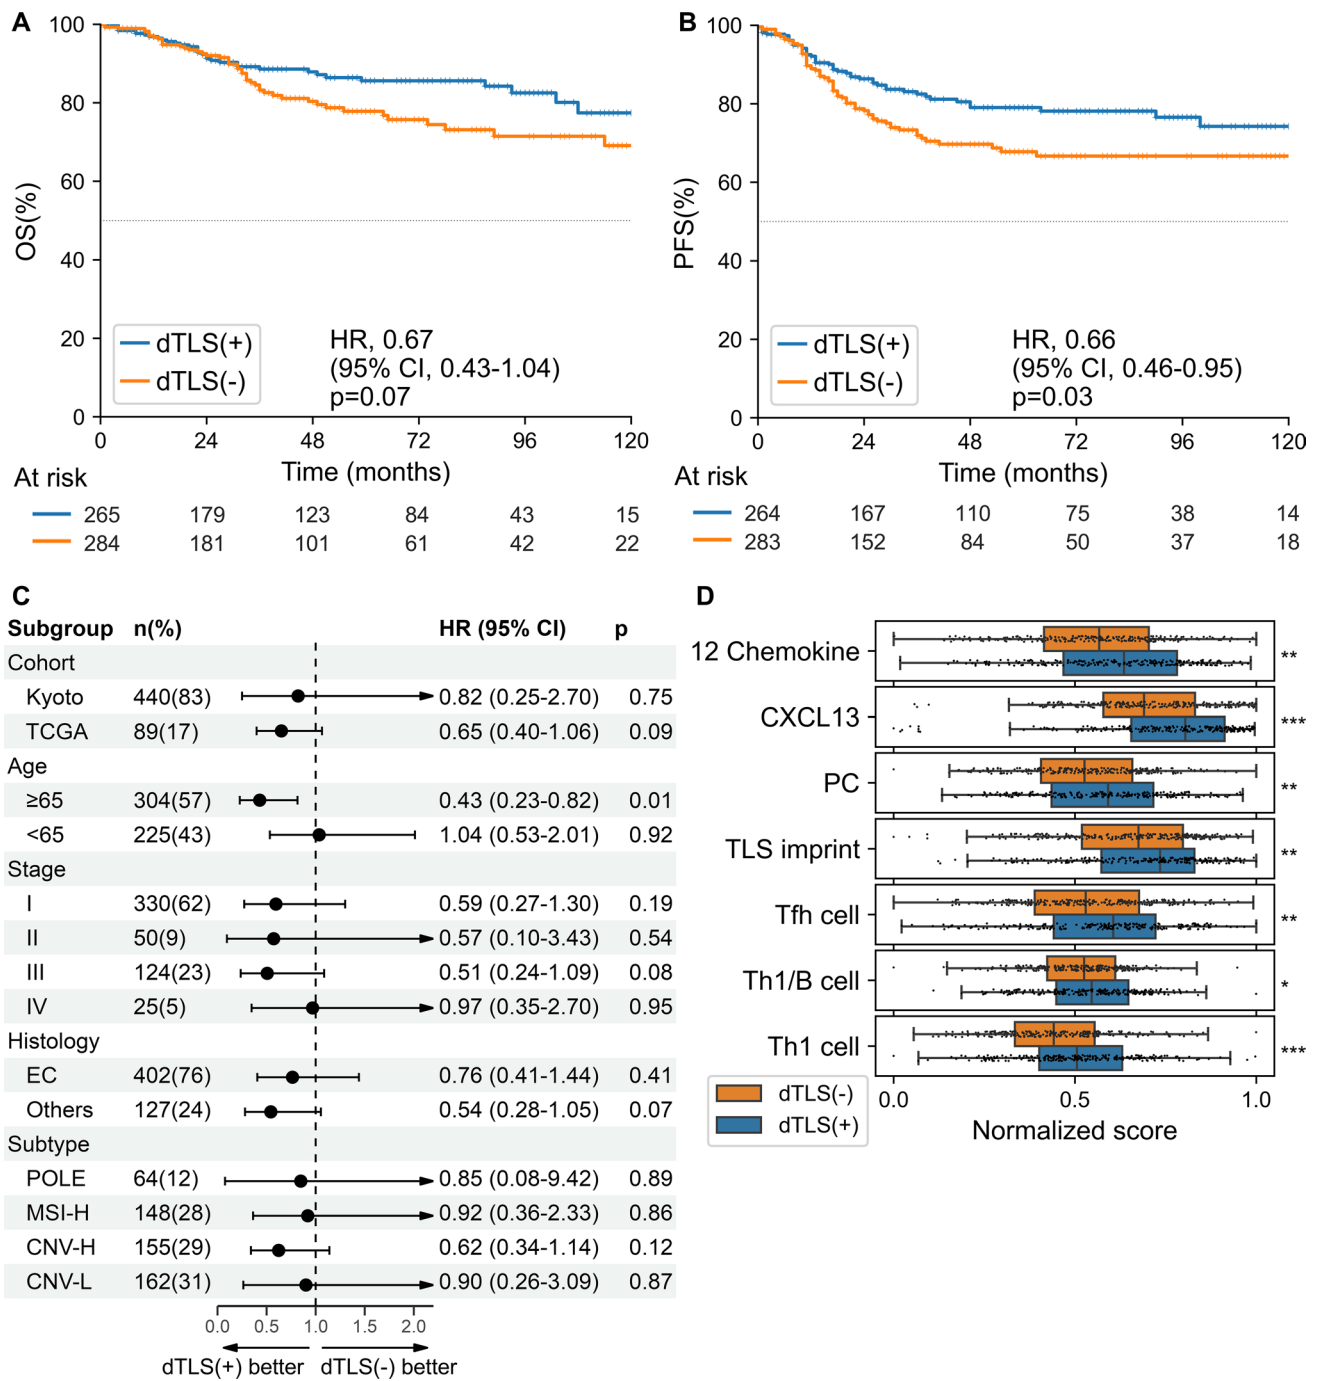 A
100
80
60
40
20
0
OS(%)
dTLS(+)
dTLS(-)
HR, 0.67
(95% CI, 0.43-1.04)
p=0.07
0 24 48 72 96 120
Time (months)
At risk
265 179 123 84 43 15
284 181 101 61 42 22
B
100
80
60
40
20
0
PFS(%)
dTLS(+)
dTLS(-)
HR, 0.66
(95% CI, 0.46-0.95)
p=0.03
0 24 48 72 96 120
Time (months)
At risk
264 167 110 75 38 14
283 152 84 50 37 18
C
Subgroup n(%) HR (95% CI) p
Cohort
Kyoto 440(83) 0.82 (0.25-2.70) 0.75
TCGA 89(17) 0.65 (0.40-1.06) 0.09
Age
≥65 304(57) 0.43 (0.23-0.82) 0.01
<65 225(43) 1.04 (0.53-2.01) 0.92
Stage
I 330(62) 0.59 (0.27-1.30) 0.19
II 50(9) 0.57 (0.10-3.43) 0.54
III 124(23) 0.51 (0.24-1.09) 0.08
IV 25(5) 0.97 (0.35-2.70) 0.95
Histology
EC 402(76) 0.76 (0.41-1.44) 0.41
Others 127(24) 0.54 (0.28-1.05) 0.07
Subtype
POLE 64(12) 0.85 (0.08-9.42) 0.89
MSI-H 148(28) 0.92 (0.36-2.33) 0.86
CNV-H 155(29) 0.62 (0.34-1.14) 0.12
CNV-L 162(31) 0.90 (0.26-3.09) 0.87
0.0 0.5 1.0 1.5 2.0
dTLS(+) better dTLS(-) better
D
12 Chemokine **
CXCL13 ***
PC **
TLS imprint **
Tfh cell **
Th1/B cell *
Th1 cell ***
dTLS(-)
dTLS(+)
0.0 0.5 1.0
Normalized score